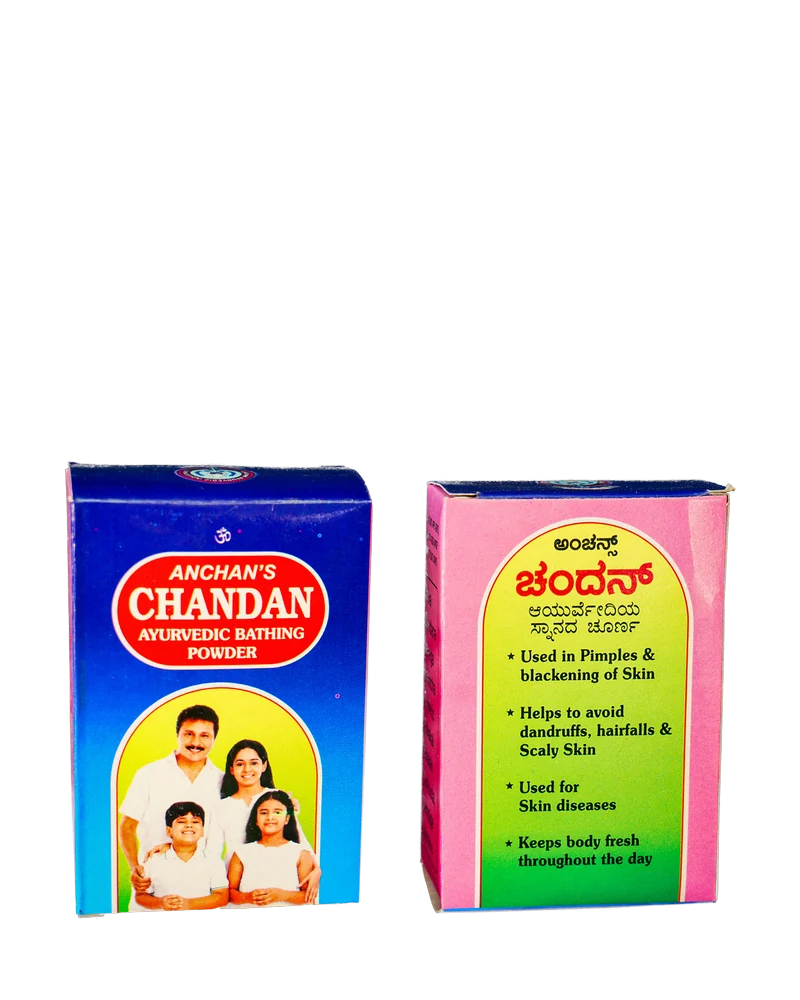 ॐ
ANCHAN'S
CHANDAN
AYURVEDIC BATHING
POWDER
ಅಂಚನ್ಸ್
ಚಂದನ್
ಆಯುರ್ವೇದಿಯ
ಸ್ನಾನದ ಚೂರ್ಣ
★ Used in Pimples &
blackening of Skin
★ Helps to avoid
dandruffs, hairfalls &
Scaly Skin
★ Used for
Skin diseases
★ Keeps body fresh
throughout the day